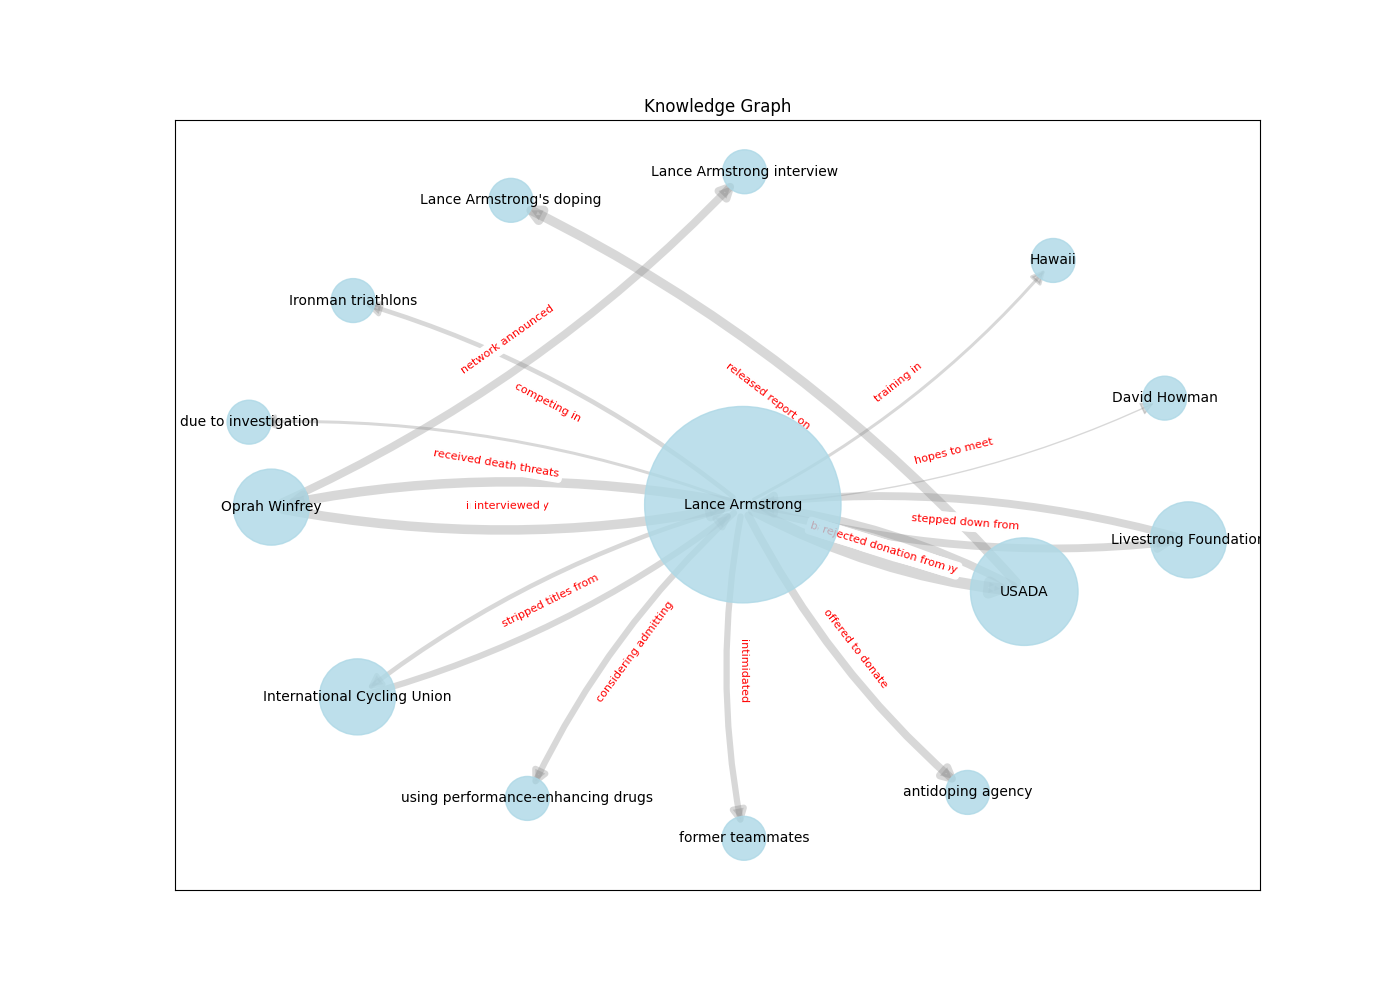 Knowledge Graph
Lance Armstrong interview
Lance Armstrong's doping
Hawaii
Ironman triathlons
network announced
released report on
training in
competing in
David Howman
due to investigation
hopes to meet
received death threats
Oprah Winfrey
interviewed
Lance Armstrong
stepped down from
rejected donation from
Livestrong Foundation
USADA
stripped titles from
considering admitting
intimidated
offered to donate
International Cycling Union
using performance-enhancing drugs
antidoping agency
former teammates